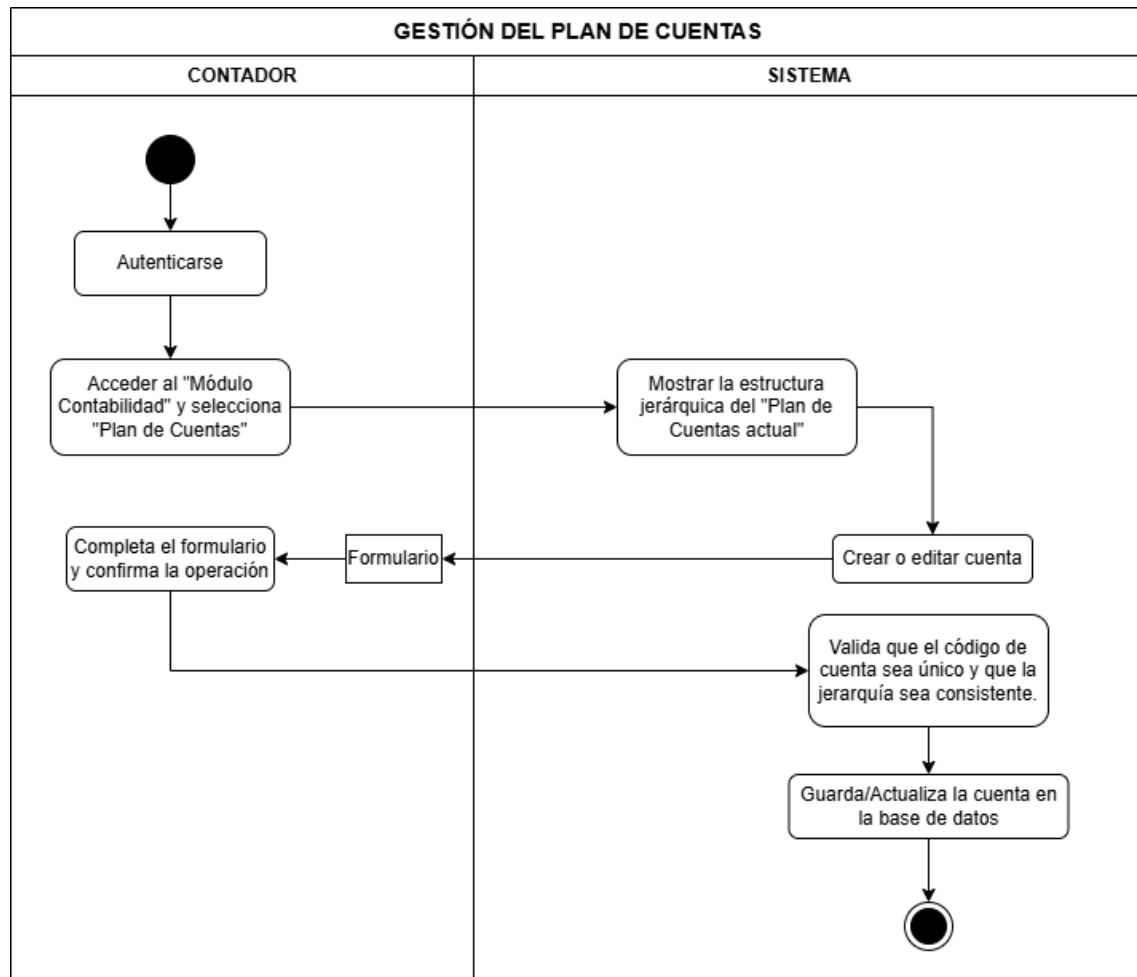 GESTIÓN DEL PLAN DE CUENTAS
CONTADOR
SISTEMA
Autenticarse
Acceder al "Módulo
Contabilidad" y selecciona
"Plan de Cuentas"
Mostrar la estructura
jerárquica del "Plan de
Cuentas actual"
Completa el formulario
y confirma la operación
Formulario
Crear o editar cuenta
Valida que el código de
cuenta sea único y que la
jerarquía sea consistente.
Guarda/Actualiza la cuenta en
la base de datos